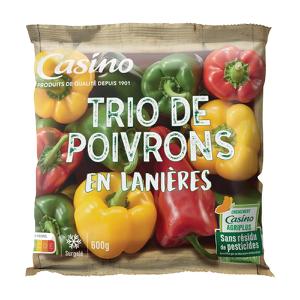 Casino
PRODUITS DE QUALITÉ DEPUIS 1901
TRIO DE
POIVRONS
EN LANIÈRES
Surgelé
600g
Casino
AGRIPLUS
Sans résidu
de pesticides